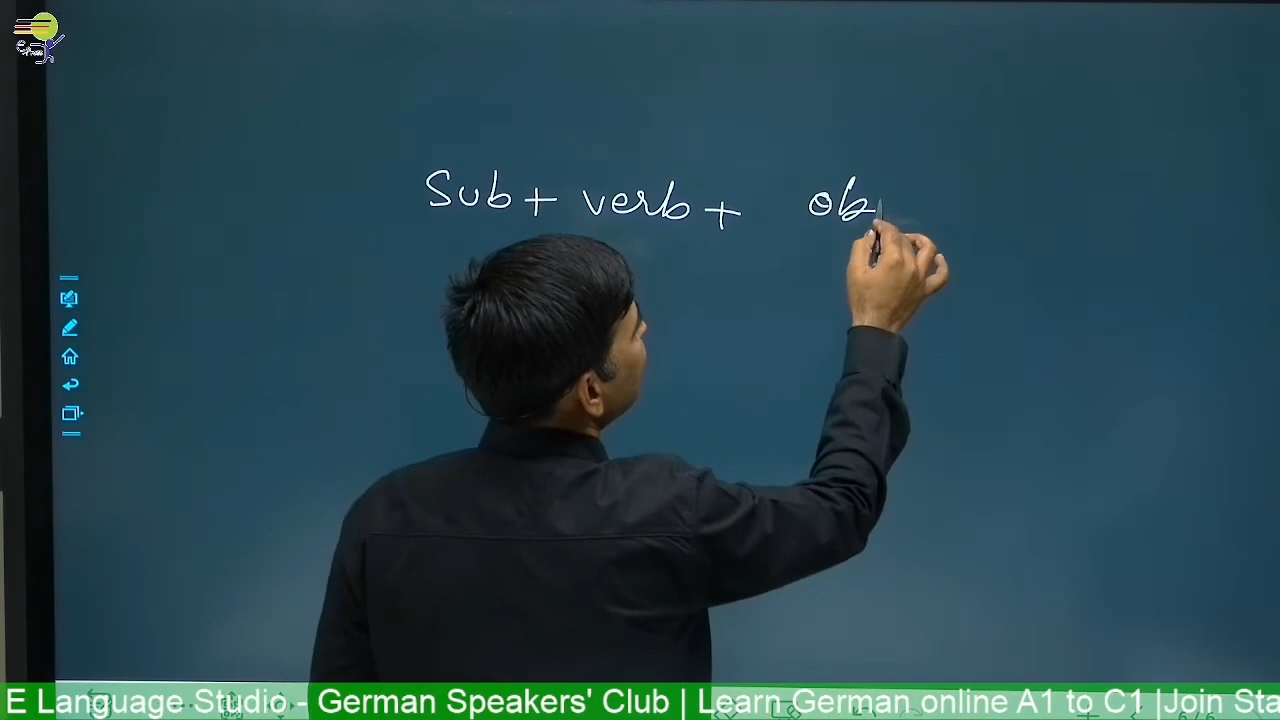 Sub + verb + ob
E Language Studio - German Speakers' Club | Learn German online A1 to C1 |Join Sta